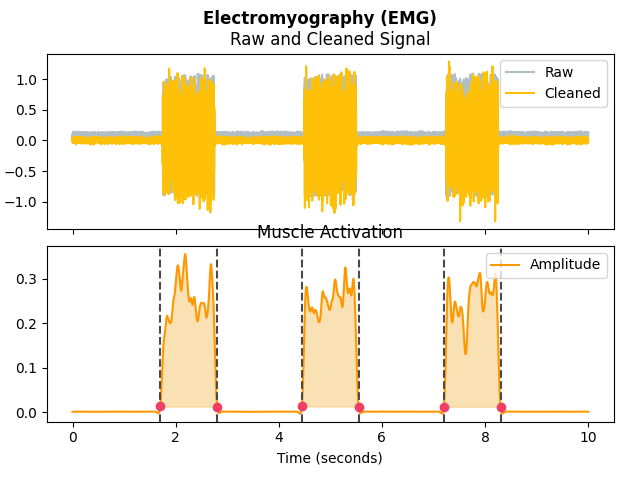 Electromyography (EMG)
Raw and Cleaned Signal
1.0
0.5
0.0
−0.5
−1.0
Raw
Cleaned
Muscle Activation
0.3
0.2
0.1
0.0
Amplitude
0 2 4 6 8 10
Time (seconds)